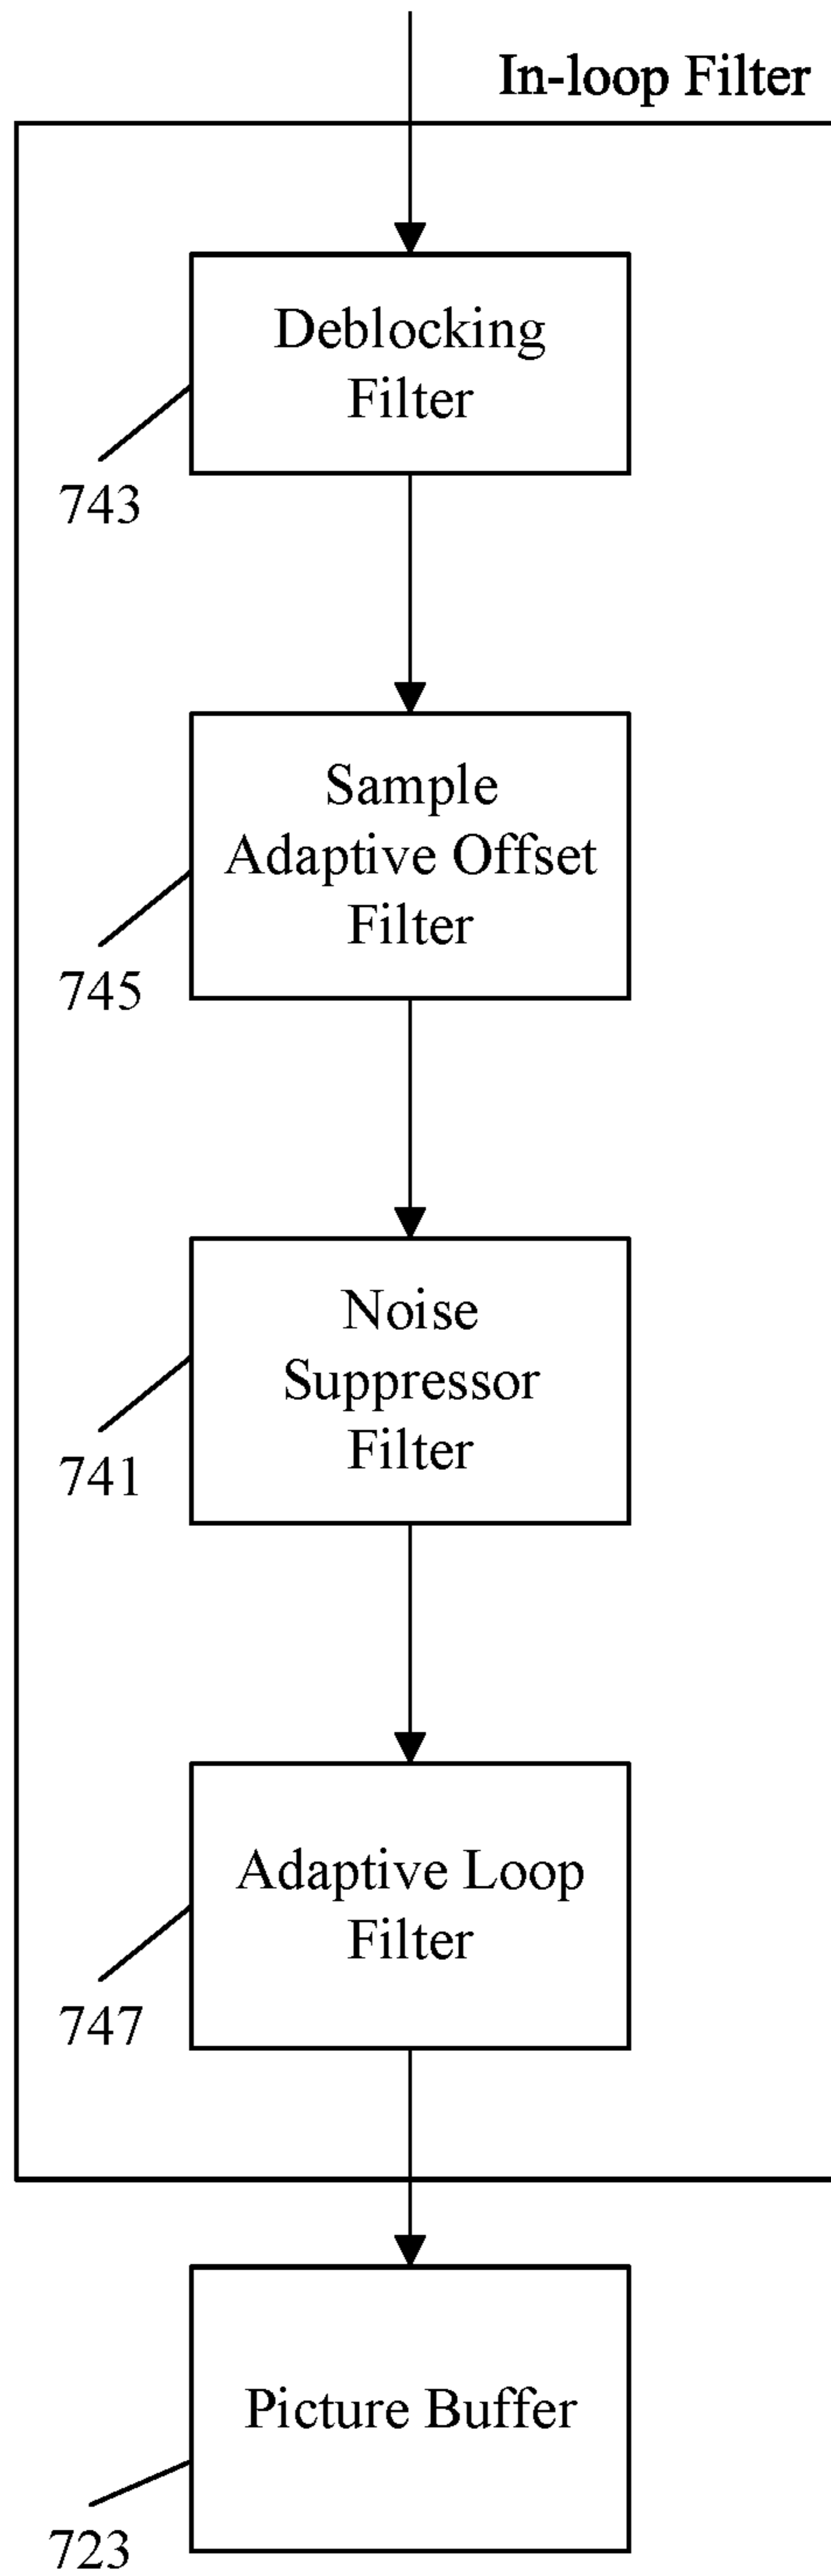 In-loop Filter
Deblocking
Filter
743
Sample
Adaptive Offset
Filter
745
Noise
Suppressor
Filter
741
Adaptive Loop
Filter
747
Picture Buffer
723